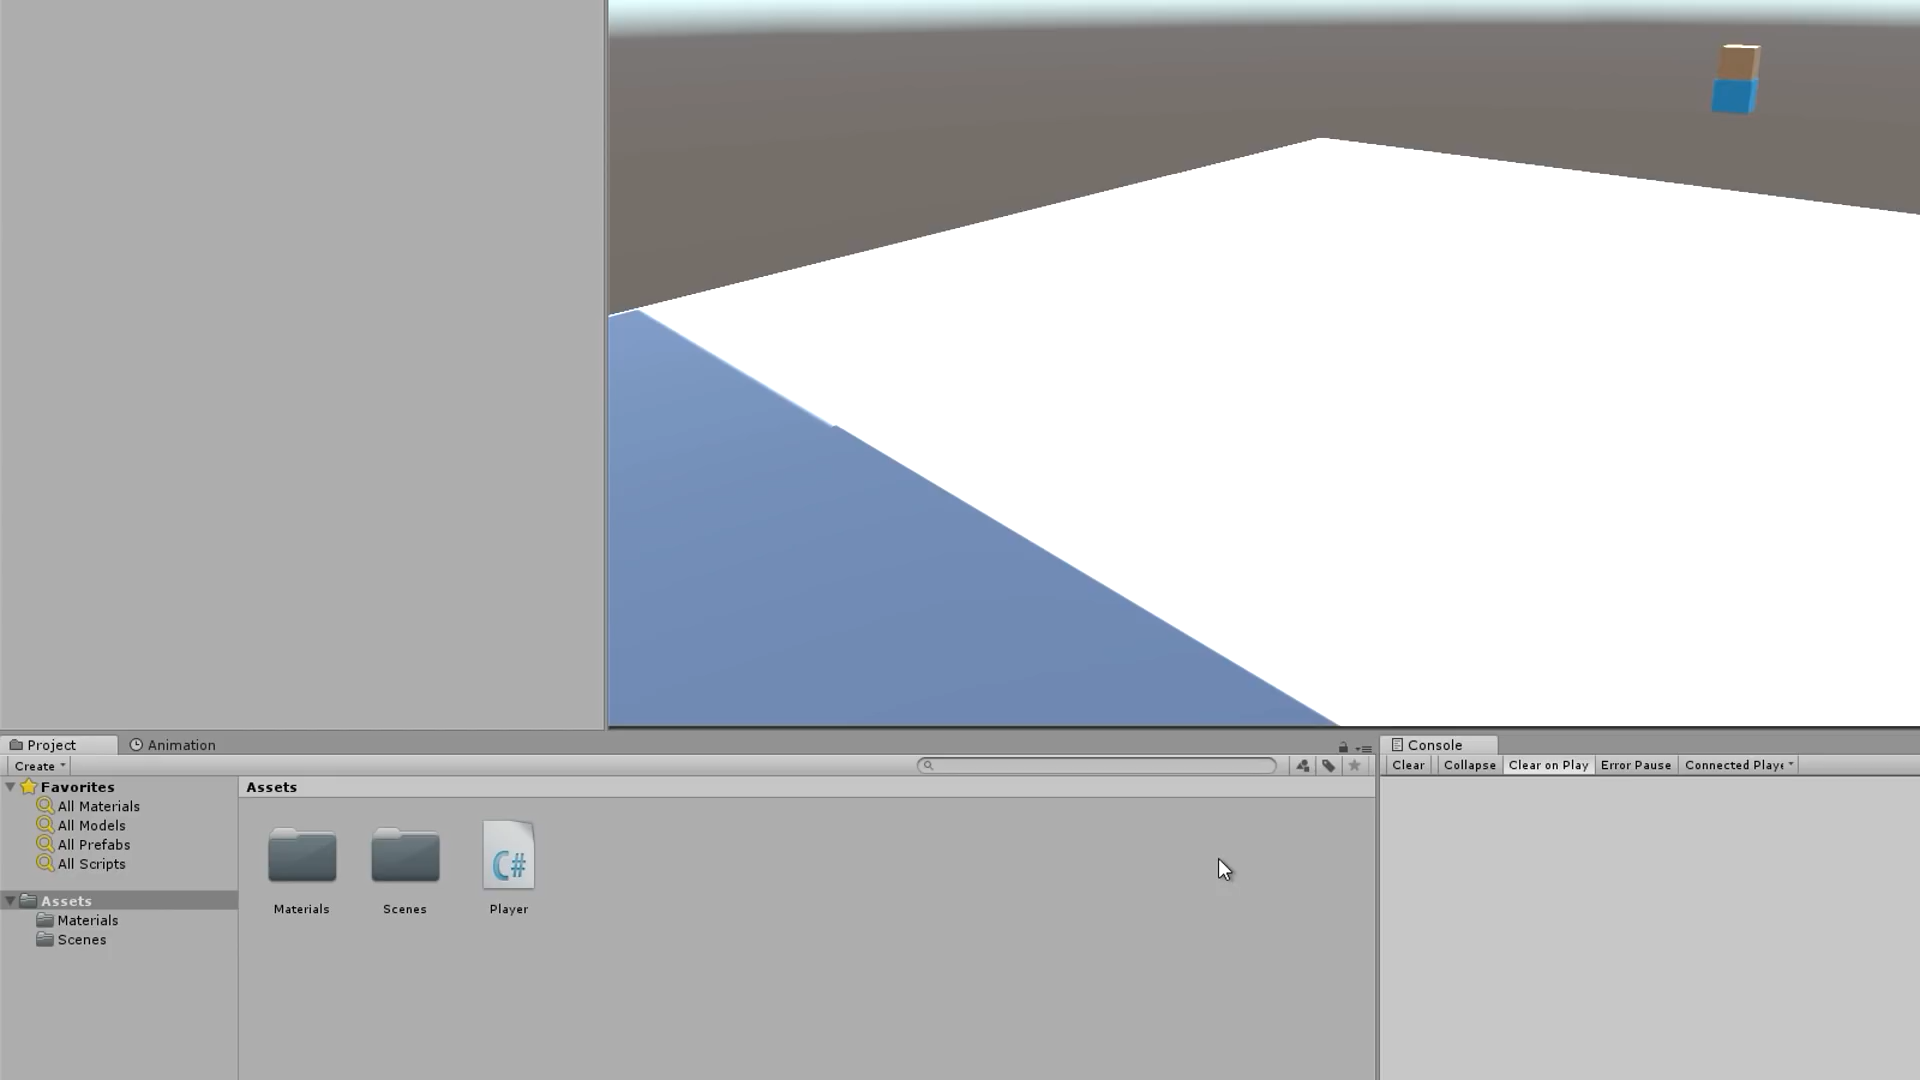 Project
Animation
Create
Favorites
All Materials
All Models
All Prefabs
All Scripts
Assets
Materials
Scenes
Assets
C#
Materials
Scenes
Player
Console
Clear
Collapse
Clear on Play
Error Pause
Connected Playe